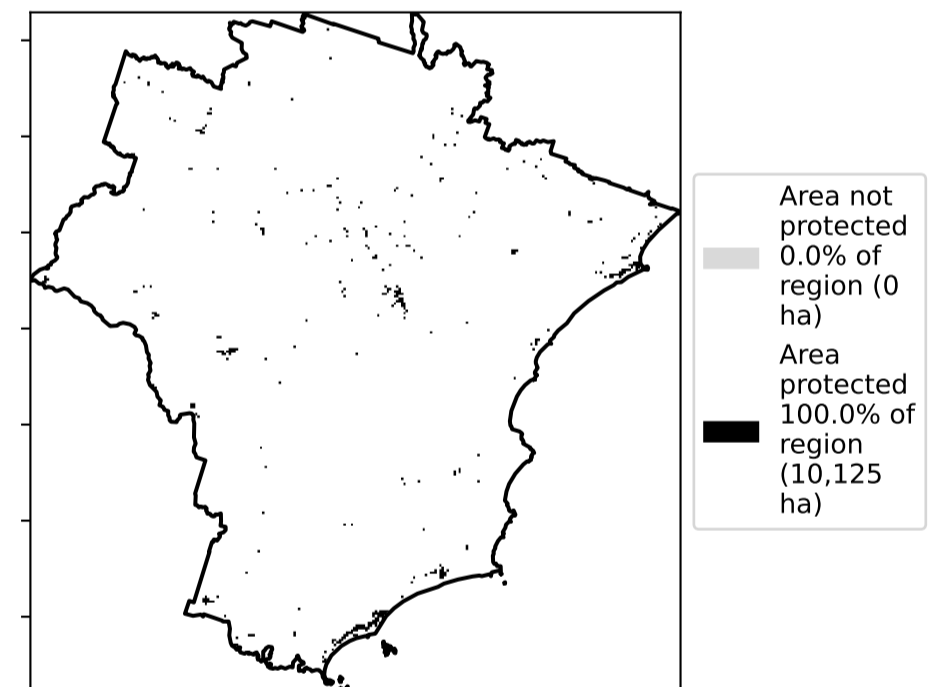 Area not
protected
0.0% of
region (0
ha)
Area
protected
100.0% of
region
(10,125
ha)